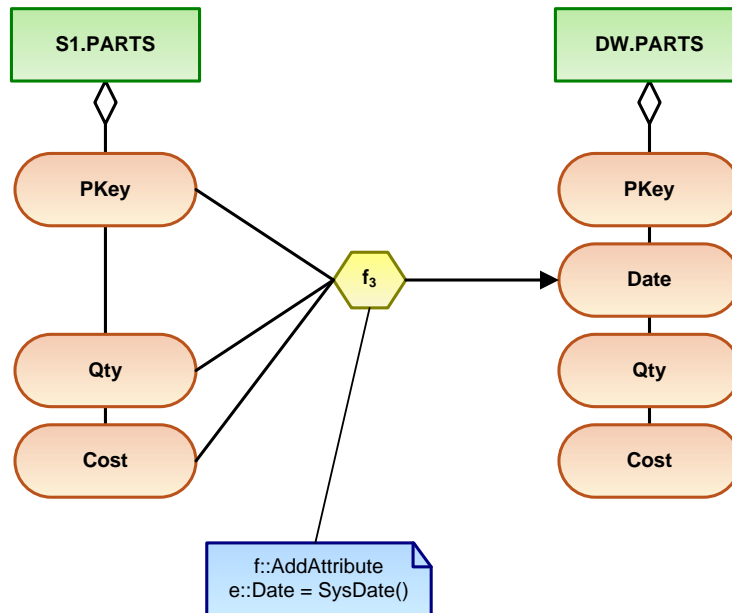 S1.PARTS
DW.PARTS
PKey
PKey
f₃
Date
Qty
Qty
Cost
Cost
f::AddAttribute
e::Date = SysDate()